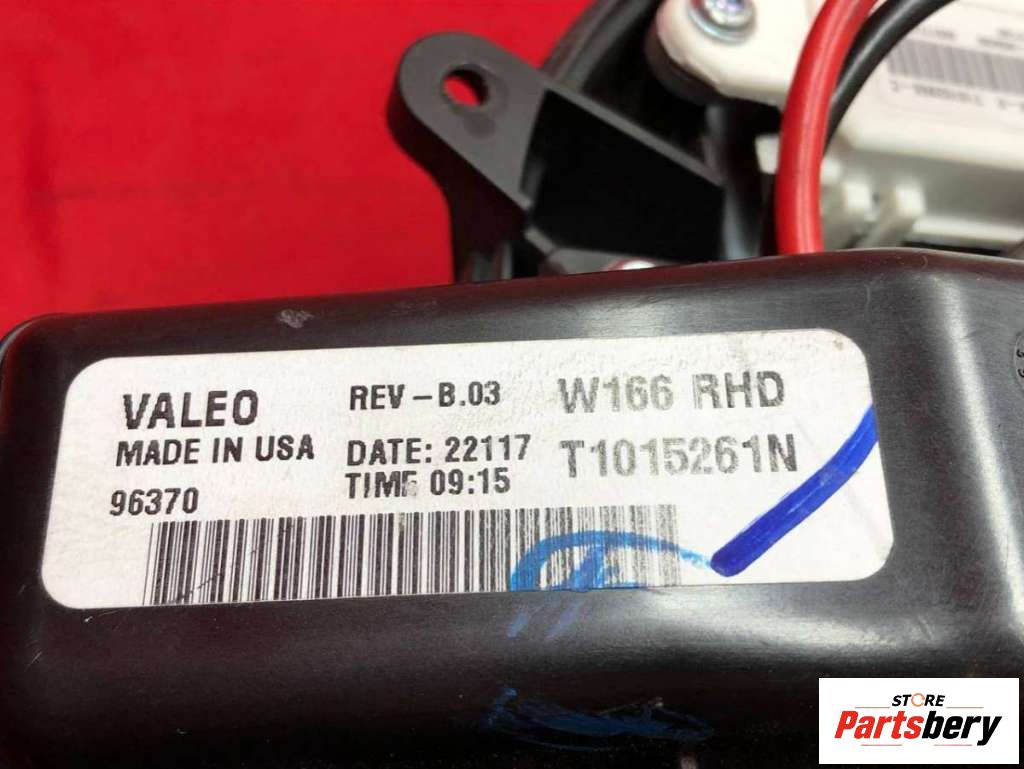 VALEO
MADE IN USA
96370
REV-B.03
DATE: 22117
TIME 09:15
W166 RHD
T1015261N
STORE
Partsbery